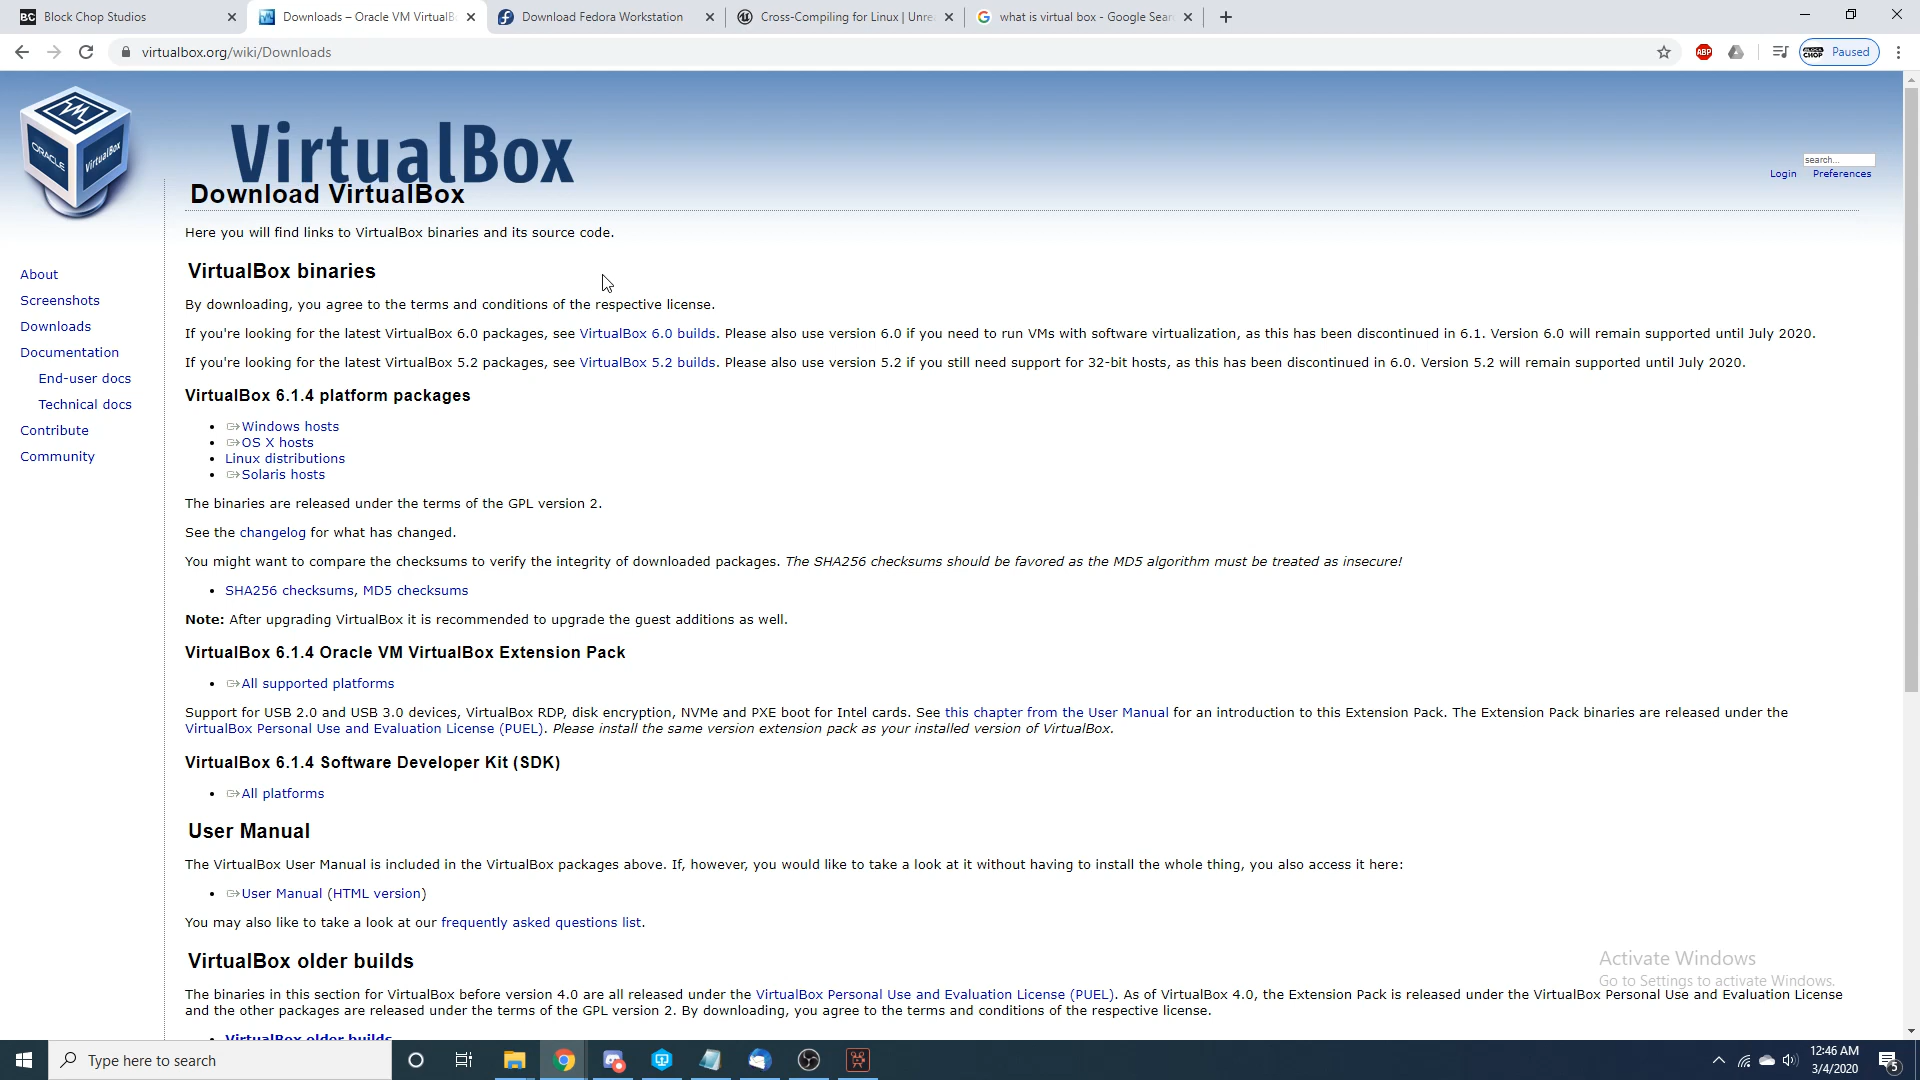 BC Block Chop Studios
Downloads – Oracle VM VirtualB
Download Fedora Workstation
Cross-Compiling for Linux | Unre
what is virtual box - Google Sear
virtualbox.org/wiki/Downloads
ABP
BLOCK CHOP
Paused
ORACLE
VirtualBox
VirtualBox
search...
Login Preferences
Download VirtualBox
Here you will find links to VirtualBox binaries and its source code.
About
Screenshots
Downloads
Documentation
End-user docs
Technical docs
Contribute
Community
VirtualBox binaries
By downloading, you agree to the terms and conditions of the respective license.
If you're looking for the latest VirtualBox 6.0 packages, see VirtualBox 6.0 builds. Please also use version 6.0 if you need to run VMs with software virtualization, as this has been discontinued in 6.1. Version 6.0 will remain supported until July 2020.
If you're looking for the latest VirtualBox 5.2 packages, see VirtualBox 5.2 builds. Please also use version 5.2 if you still need support for 32-bit hosts, as this has been discontinued in 6.0. Version 5.2 will remain supported until July 2020.
VirtualBox 6.1.4 platform packages
• Windows hosts
• OS X hosts
• Linux distributions
• Solaris hosts
The binaries are released under the terms of the GPL version 2.
See the changelog for what has changed.
You might want to compare the checksums to verify the integrity of downloaded packages. The SHA256 checksums should be favored as the MD5 algorithm must be treated as insecure!
• SHA256 checksums, MD5 checksums
Note: After upgrading VirtualBox it is recommended to upgrade the guest additions as well.
VirtualBox 6.1.4 Oracle VM VirtualBox Extension Pack
• All supported platforms
Support for USB 2.0 and USB 3.0 devices, VirtualBox RDP, disk encryption, NVMe and PXE boot for Intel cards. See this chapter from the User Manual for an introduction to this Extension Pack. The Extension Pack binaries are released under the
VirtualBox Personal Use and Evaluation License (PUEL). Please install the same version extension pack as your installed version of VirtualBox.
VirtualBox 6.1.4 Software Developer Kit (SDK)
• All platforms
User Manual
The VirtualBox User Manual is included in the VirtualBox packages above. If, however, you would like to take a look at it without having to install the whole thing, you also access it here:
• User Manual (HTML version)
You may also like to take a look at our frequently asked questions list.
VirtualBox older builds
The binaries in this section for VirtualBox before version 4.0 are all released under the VirtualBox Personal Use and Evaluation License (PUEL). As of VirtualBox 4.0, the Extension Pack is released under the VirtualBox Personal Use and Evaluation License
and the other packages are released under the terms of the GPL version 2. By downloading, you agree to the terms and conditions of the respective license.
• VirtualBox older builds
Activate Windows
Go to Settings to activate Windows.
Type here to search
12:46 AM
3/4/2020
5